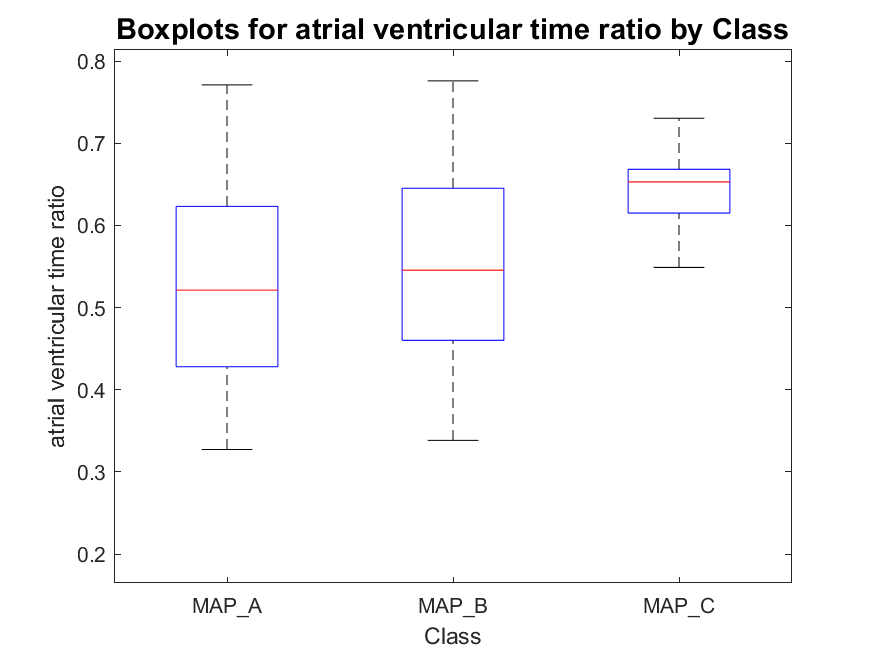 Boxplots for atrial ventricular time ratio by Class
atrial ventricular time ratio
0.8
0.7
0.6
0.5
0.4
0.3
0.2
MAP_A MAP_B MAP_C
Class